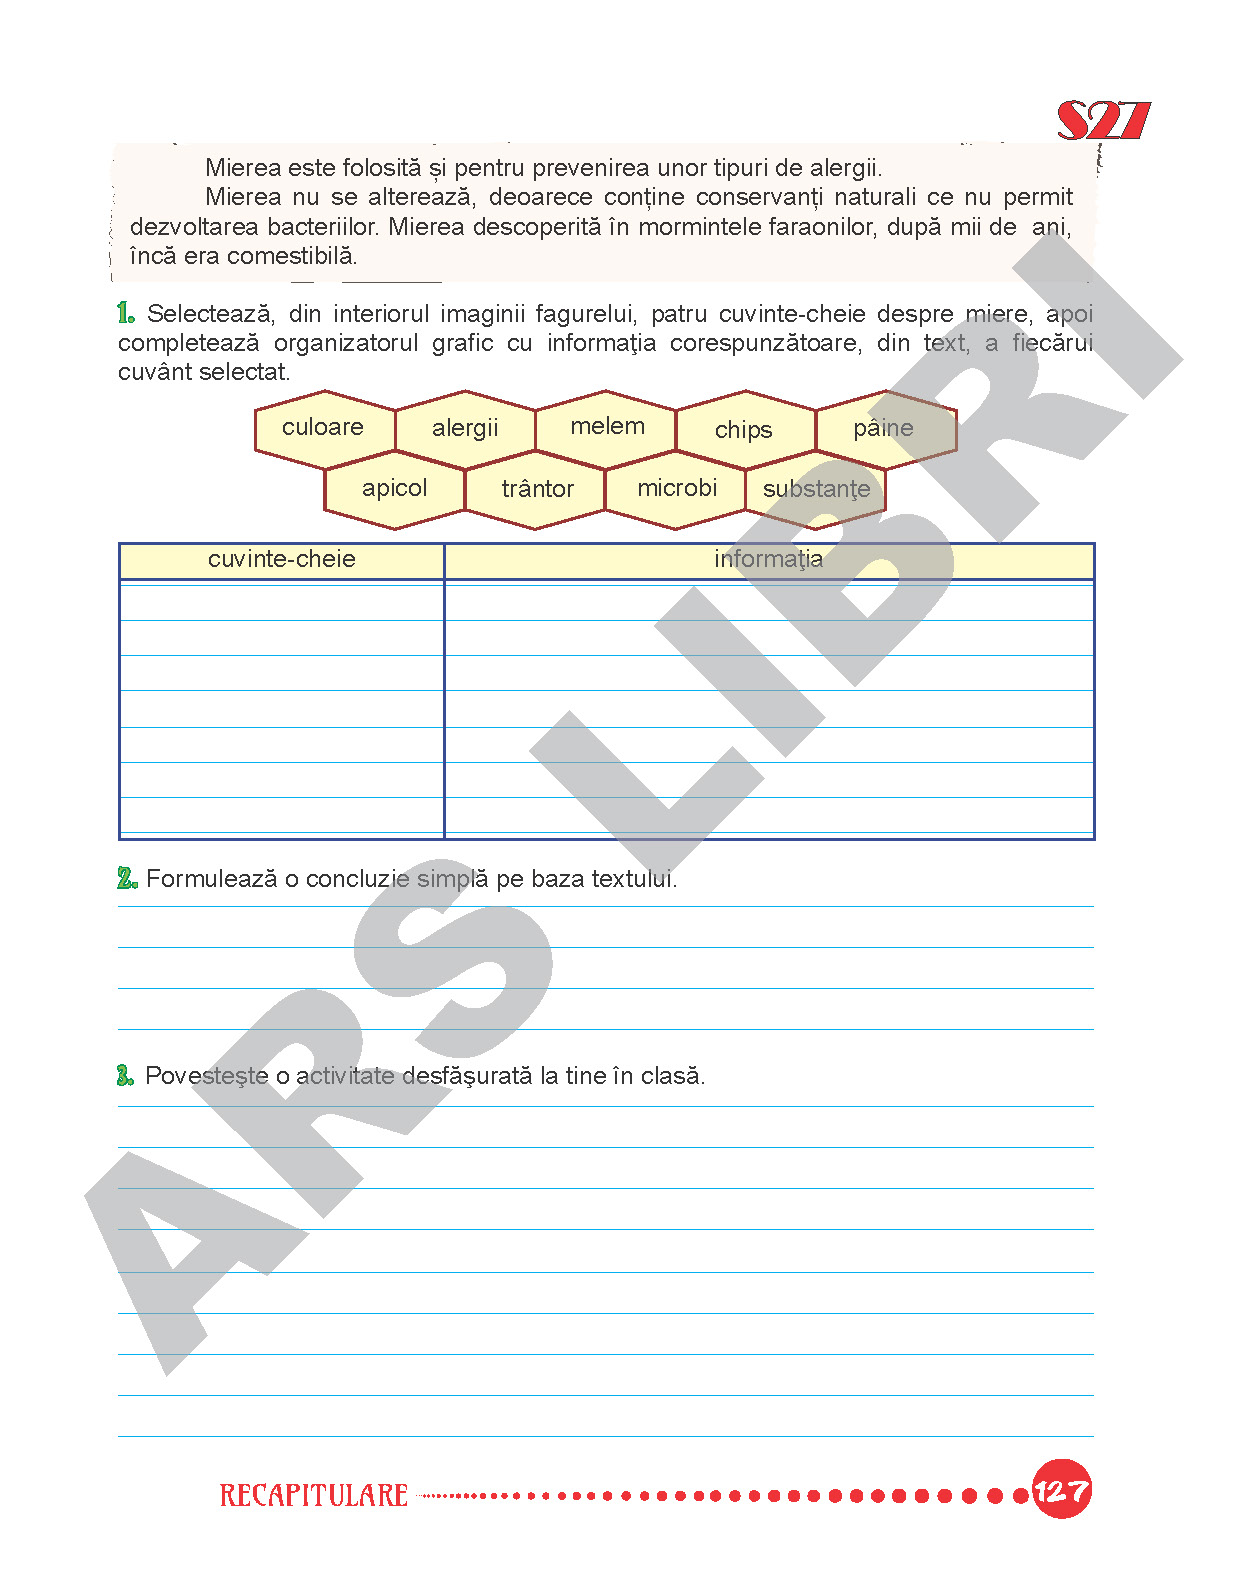 S27
Mierea este folosită și pentru prevenirea unor tipuri de alergii.
Mierea nu se alterează, deoarece conține conservanți naturali ce nu permit
dezvoltarea bacteriilor. Mierea descoperită în mormintele faraonilor, după mii de ani,
încă era comestibilă.
1. Selectează, din interiorul imaginii fagurelui, patru cuvinte-cheie despre miere, apoi
completează organizatorul grafic cu informaţia corespunzătoare, din text, a fiecărui
cuvânt selectat.
culoare alergii melem chips pâine
apicol trântor microbi substanţe
cuvinte-cheie informaţia
2. Formulează o concluzie simplă pe baza textului.
3. Povesteşte o activitate desfăşurată la tine în clasă.
RECAPITULARE 127
ARS LIBRI